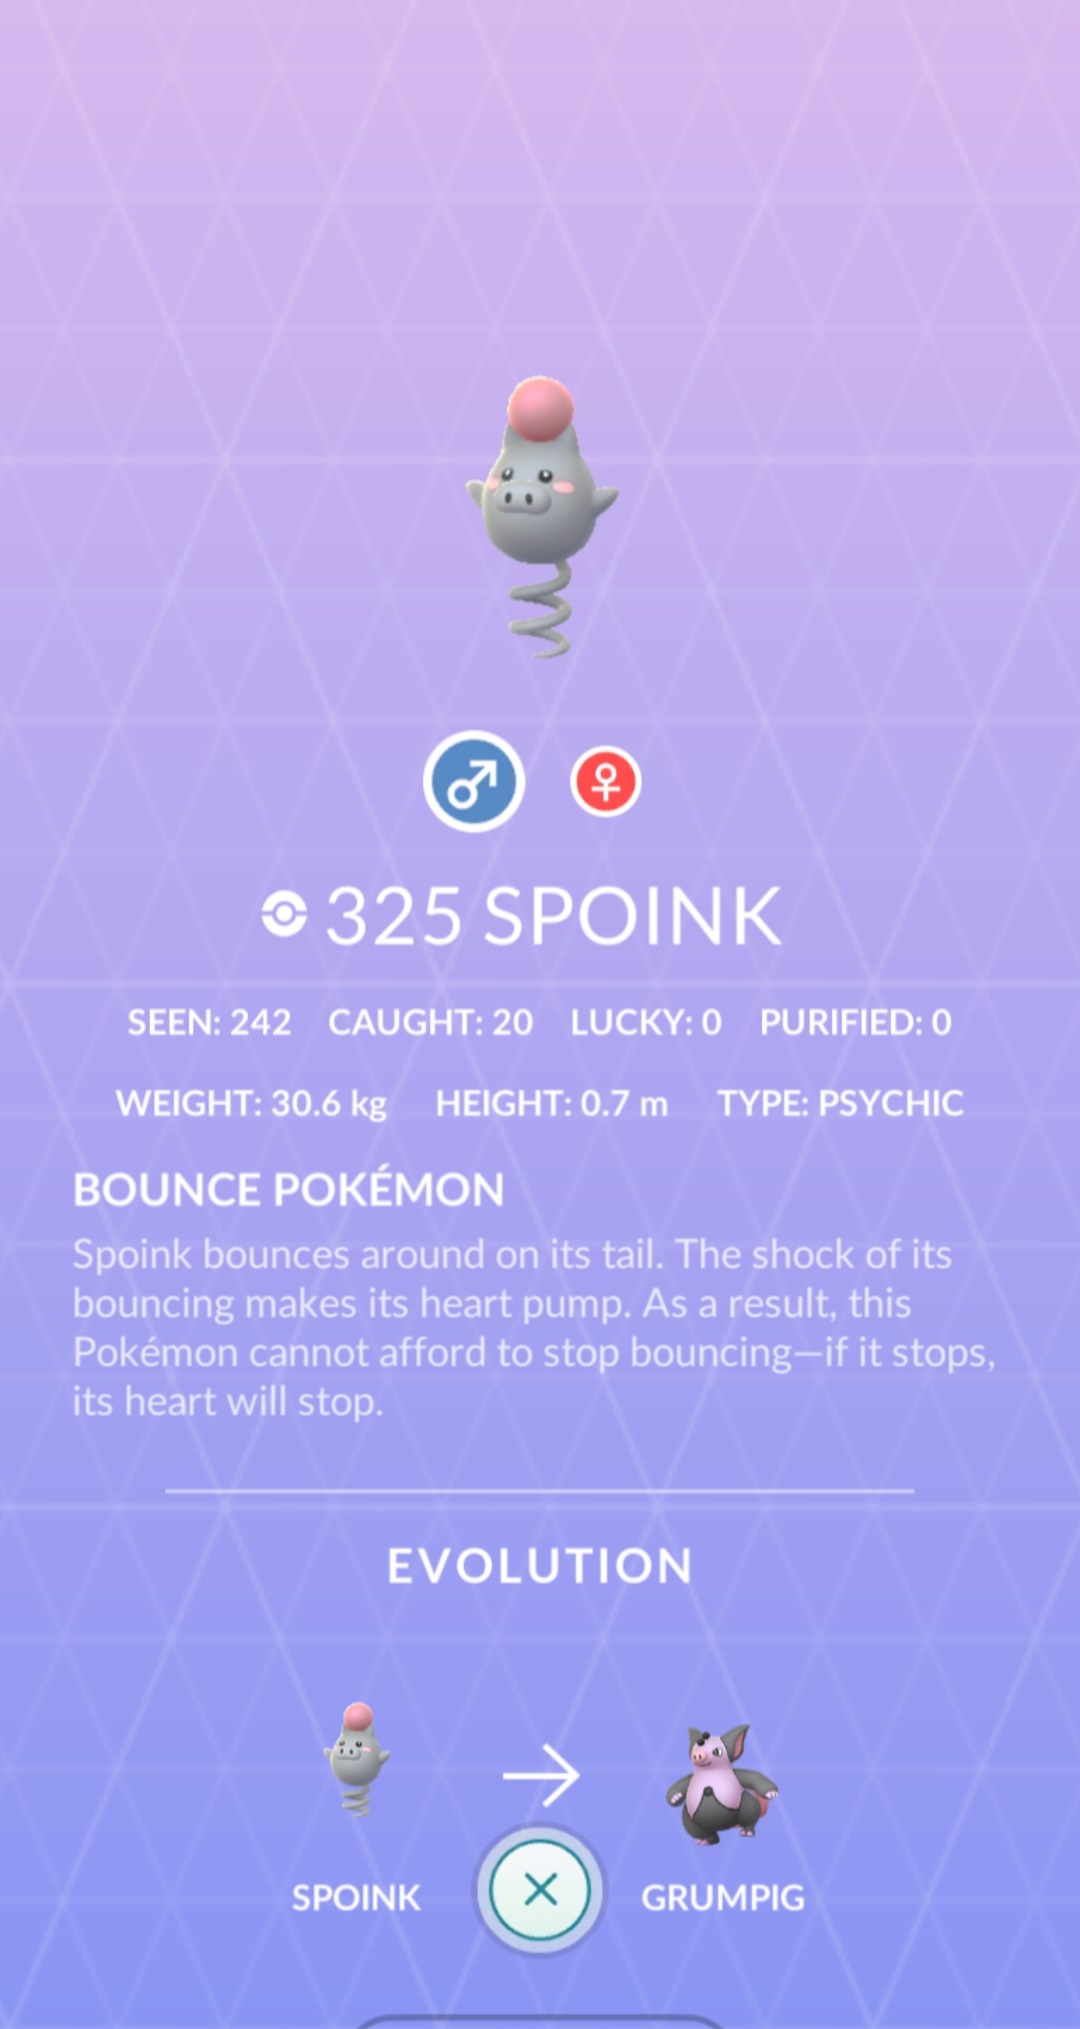 325 SPOINK
SEEN: 242 CAUGHT: 20 LUCKY: 0 PURIFIED: 0
WEIGHT: 30.6 kg HEIGHT: 0.7 m TYPE: PSYCHIC
BOUNCE POKÉMON
Spoink bounces around on its tail. The shock of its
bouncing makes its heart pump. As a result, this
Pokémon cannot afford to stop bouncing—if it stops,
its heart will stop.
EVOLUTION
SPOINK GRUMPIG